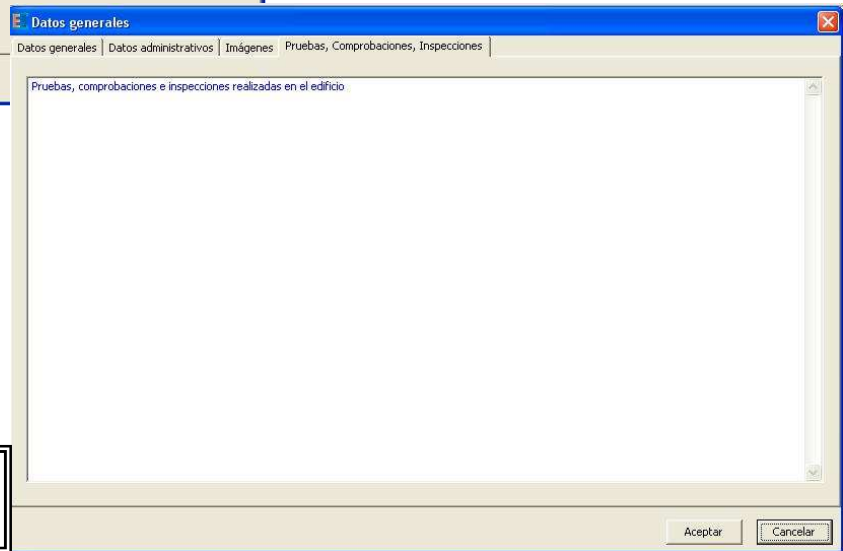 Datos generales
Datos generales Datos administrativos Imágenes Pruebas, Comprobaciones, Inspecciones
Pruebas, comprobaciones e inspecciones realizadas en el edificio
Aceptar Cancelar